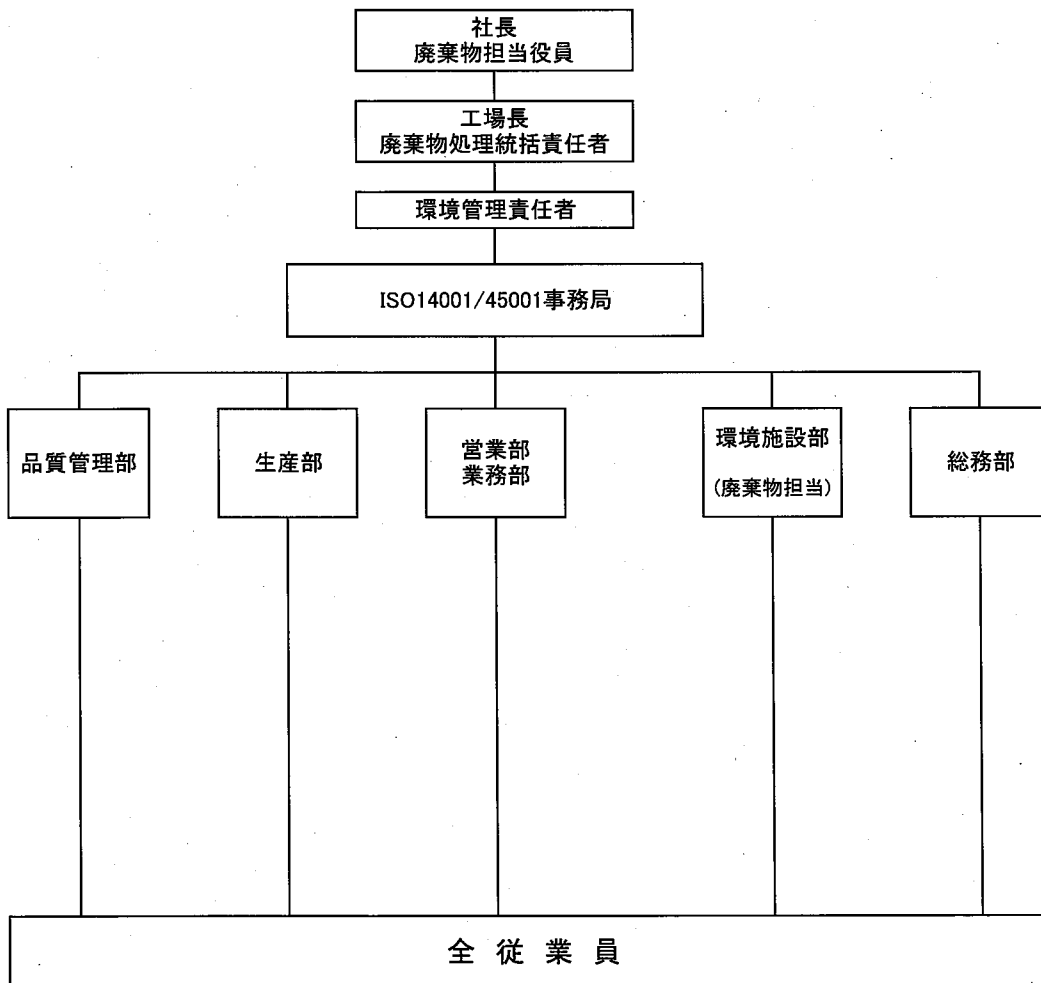 社長
廃棄物担当役員
工場長
廃棄物処理統括責任者
環境管理責任者
ISO14001/45001事務局
品質管理部
生産部
営業部
業務部
環境施設部
(廃棄物担当)
総務部
全従業員